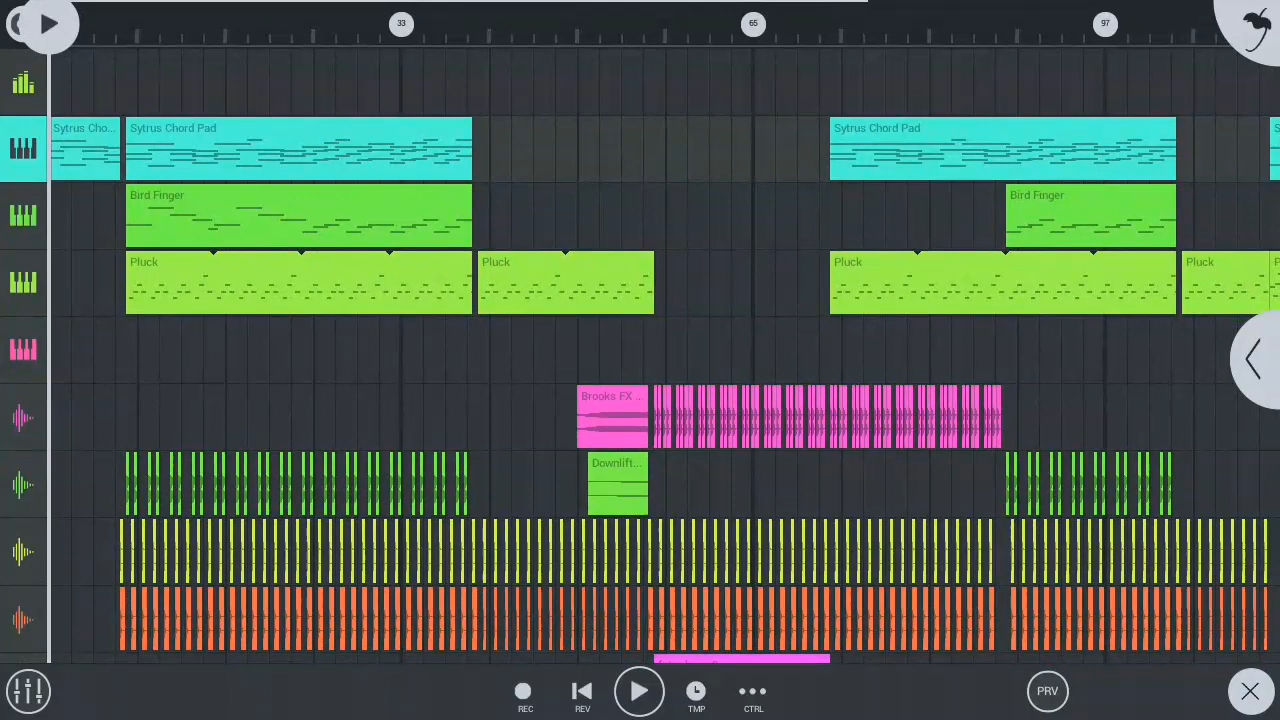 33
65
97
Sytrus Cho...
Sytrus Chord Pad
Sytrus Chord Pad
S
Bird Finger
Bird Finger
Pluck
Pluck
Pluck
Pluck
P
Brooks FX ...
Downlift...
REC
REV
TMP
CTRL
PRV